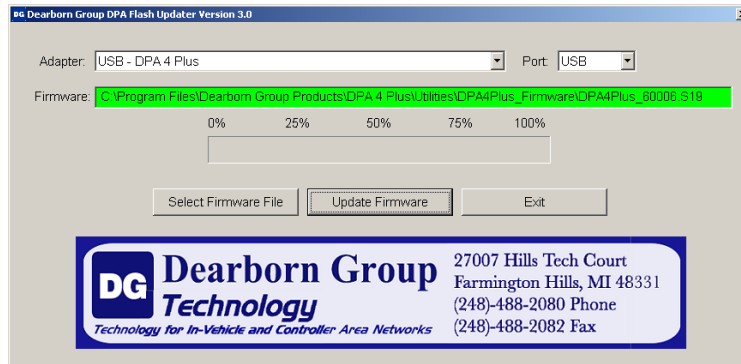 DG Dearborn Group DPA Flash Updater Version 3.0
Adapter: USB - DPA 4 Plus Port: USB
Firmware: C:\Program Files\Dearborn Group Products\DPA 4 Plus\Utilities\DPA4Plus_Firmware\DPA4Plus_60006.S19
0% 25% 50% 75% 100%
Select Firmware File Update Firmware Exit
DG Dearborn Group
Technology
Technology for In-Vehicle and Controller Area Networks
27007 Hills Tech Court
Farmington Hills, MI 48331
(248)-488-2080 Phone
(248)-488-2082 Fax